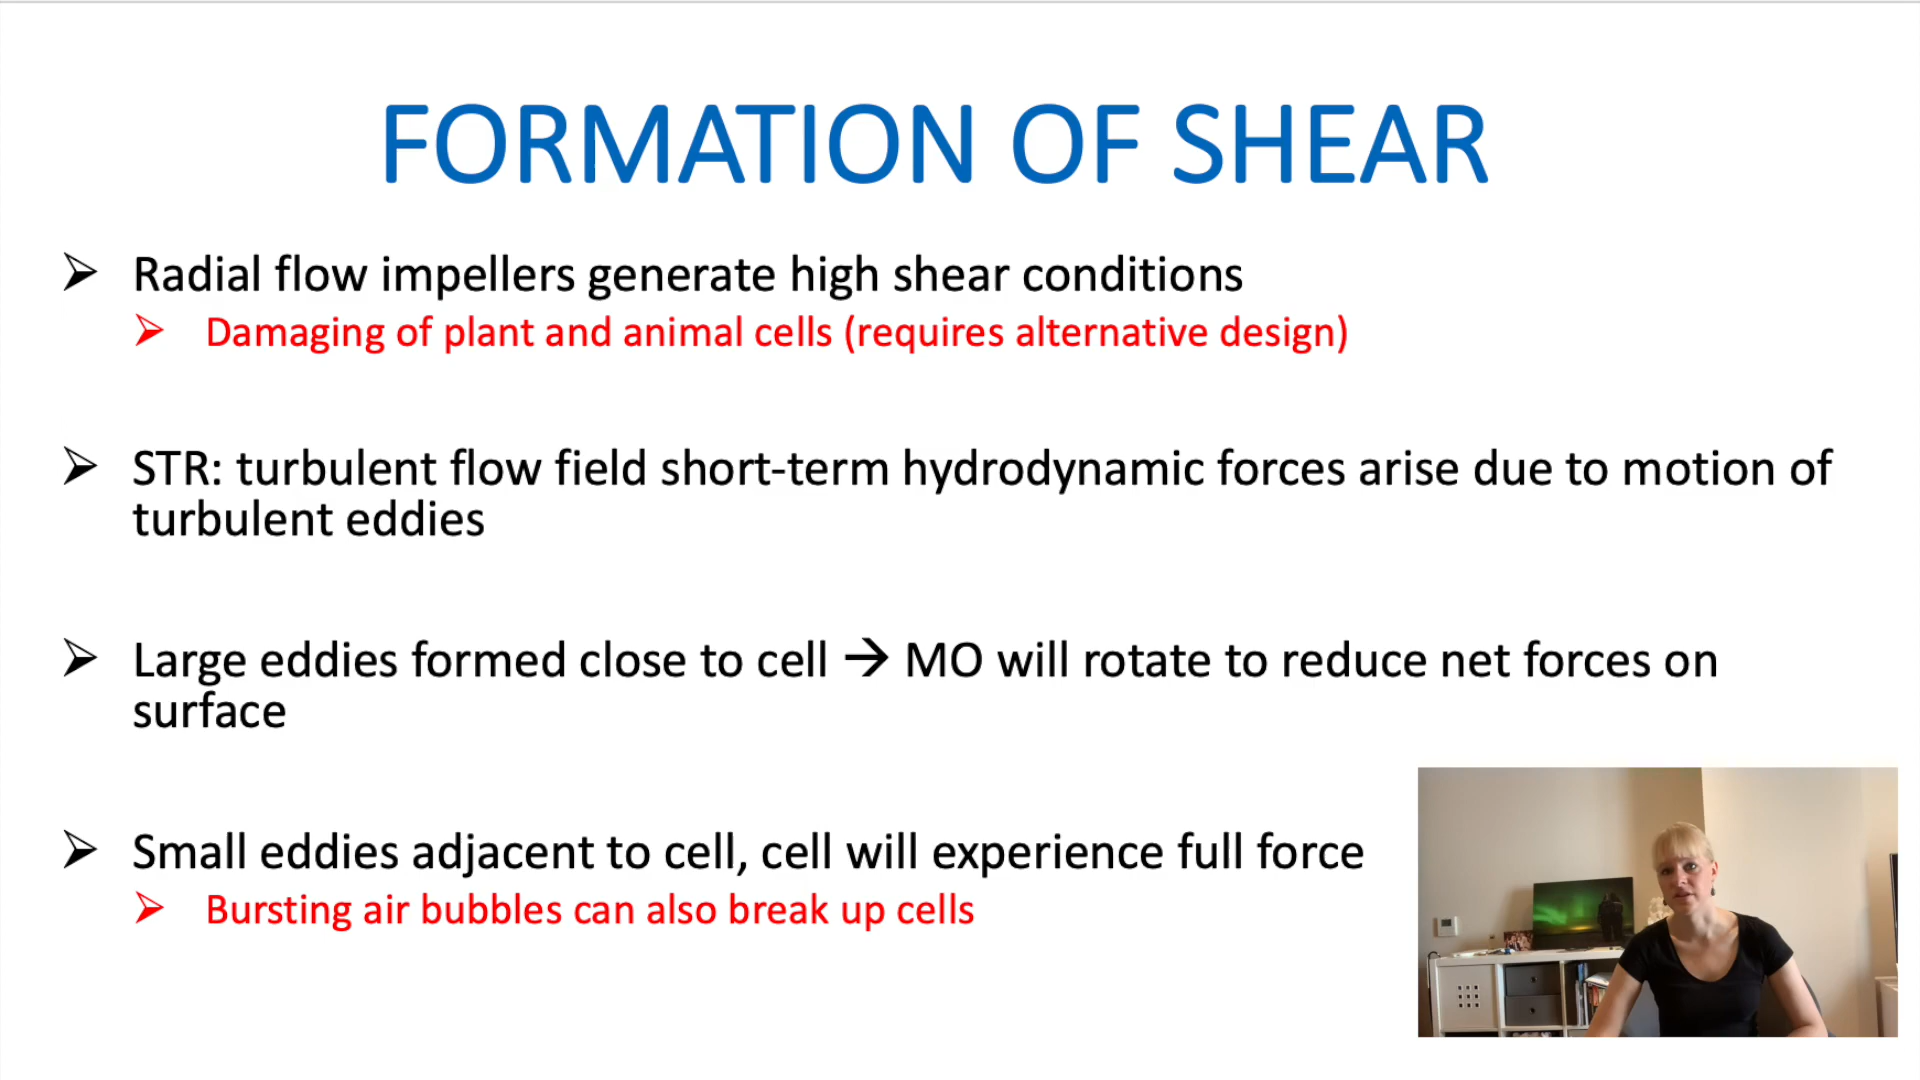 FORMATION OF SHEAR
➢ Radial flow impellers generate high shear conditions
➢ Damaging of plant and animal cells (requires alternative design)
➢ STR: turbulent flow field short-term hydrodynamic forces arise due to motion of
turbulent eddies
➢ Large eddies formed close to cell → MO will rotate to reduce net forces on
surface
➢ Small eddies adjacent to cell, cell will experience full force
➢ Bursting air bubbles can also break up cells